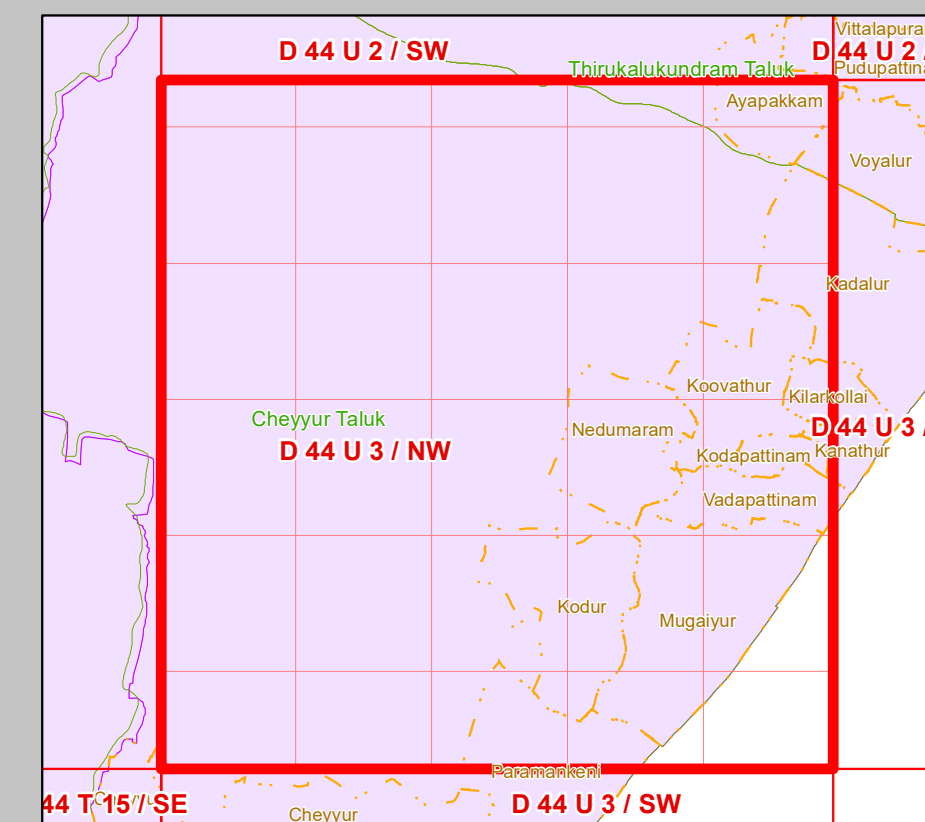 Vittalapura
D 44 U 2 / SW
D 44 U 2 /
Thirukalukundram Taluk
Pudupattina
Ayapakkam
Voyalur
Kadalur
Koovathur
Kilarkollai
Cheyyur Taluk
Nedumaram
D 44 U 3 /
D 44 U 3 / NW
Kodapattinam
Kanathur
Vadapattinam
Kodur
Mugaiyur
Paramankeni
44 T 15 / SE
D 44 U 3 / SW
Cheyyur